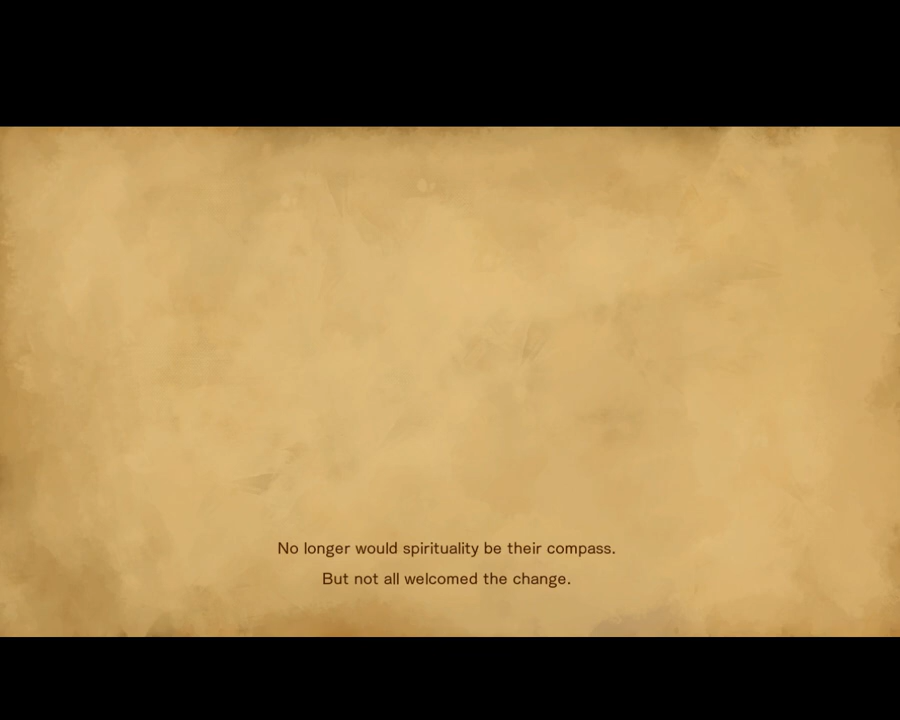 No longer would spirituality be their compass.
But not all welcomed the change.